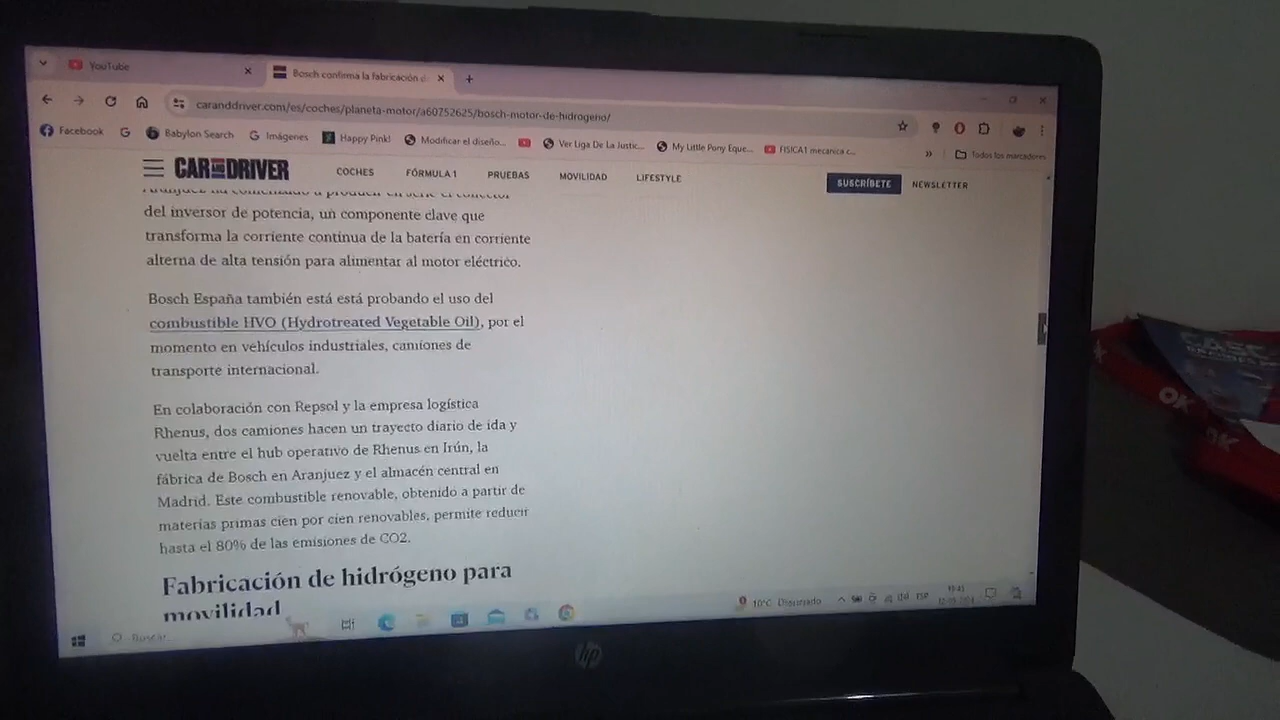 YouTube
Bosch confirma la fabricación d
caranddriver.com/es/coches/planeta-motor/a60752625/bosch-motor-de-hidrogeno/
Facebook
Babylon Search
Imágenes
Happy Pink!
Modificar el diseño...
Ver Liga De La Justic...
My Little Pony Eque...
FISICA1 mecanica c...
Todos los marcadores
CAR AND DRIVER
COCHES
FÓRMULA 1
PRUEBAS
MOVILIDAD
LIFESTYLE
SUSCRÍBETE
NEWSLETTER
del inversor de potencia, un componente clave que
transforma la corriente continua de la batería en corriente
alterna de alta tensión para alimentar al motor eléctrico.
Bosch España también está está probando el uso del
combustible HVO (Hydrotreated Vegetable Oil), por el
momento en vehículos industriales, camiones de
transporte internacional.
En colaboración con Repsol y la empresa logística
Rhenus, dos camiones hacen un trayecto diario de ida y
vuelta entre el hub operativo de Rhenus en Irún, la
fábrica de Bosch en Aranjuez y el almacén central en
Madrid. Este combustible renovable, obtenido a partir de
materias primas cien por cien renovables, permite reducir
hasta el 80% de las emisiones de CO2.
Fabricación de hidrógeno para
movilidad
Buscar
10°C
ESP
hp
OK
OK